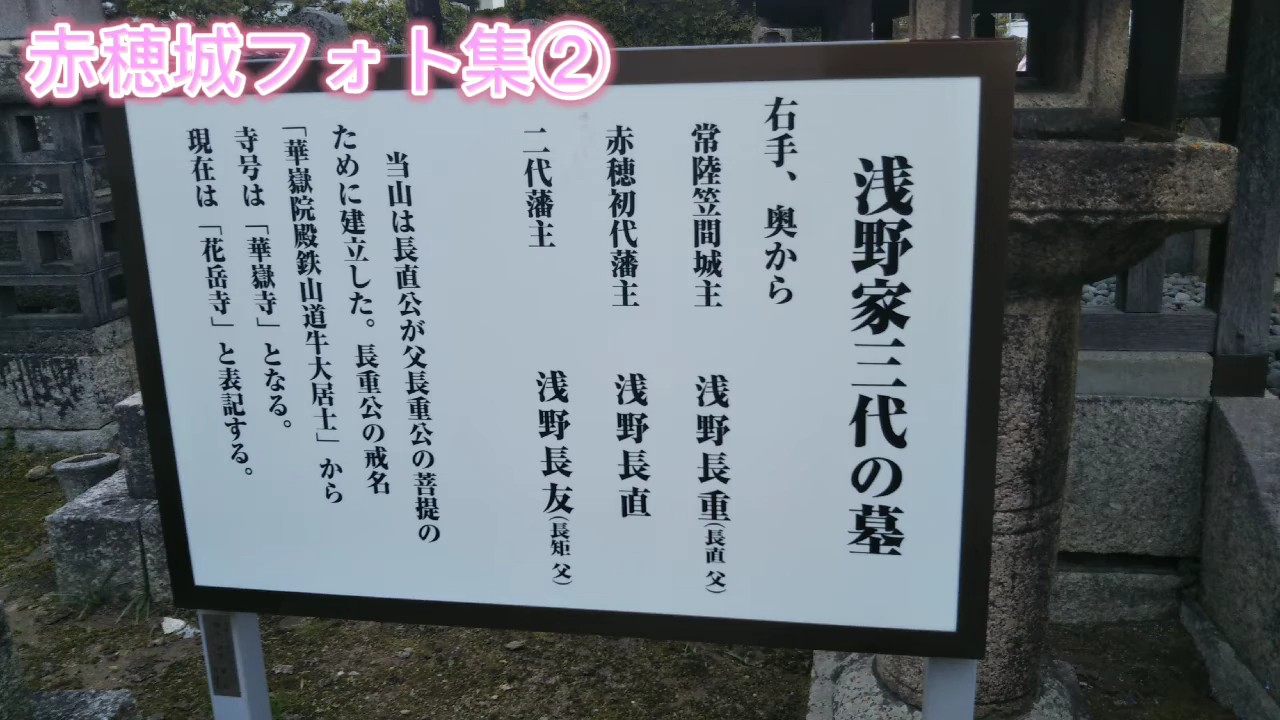 赤穂城フォト集②
浅野家三代の墓
右手、奥から
常陸笠間城主 浅野長重(長直 父)
赤穂初代藩主 浅野長直
二代藩主 浅野長友(長矩 父)
当山は長直公が父長重公の菩提の
ために建立した。長重公の戒名
「華嶽院殿鉄山道牛大居士」から
寺号は「華嶽寺」となる。
現在は「花岳寺」と表記する。